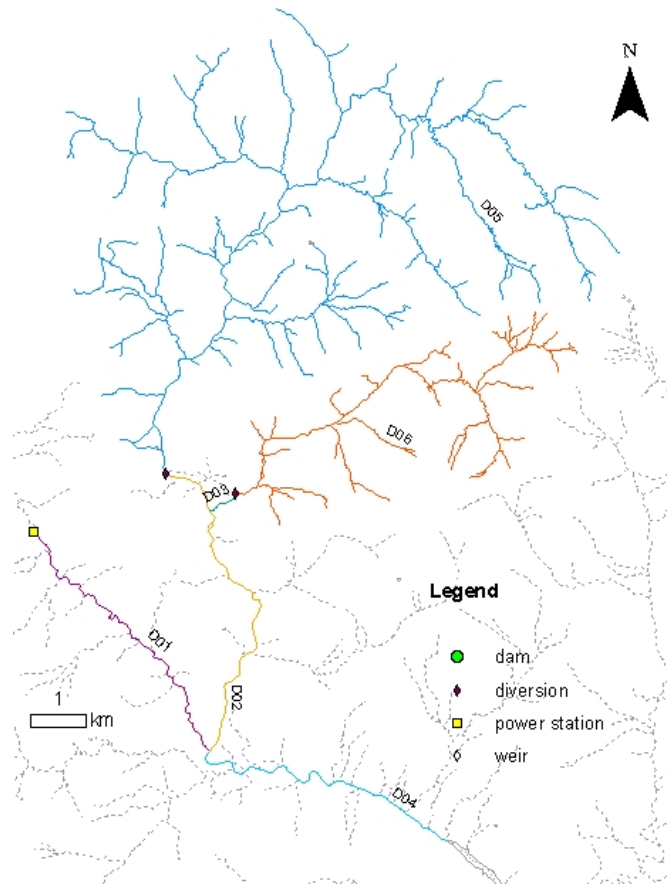 N
D05
D06
D03
Legend
D01
dam
1
diversion
D02
km
power station
weir
D04